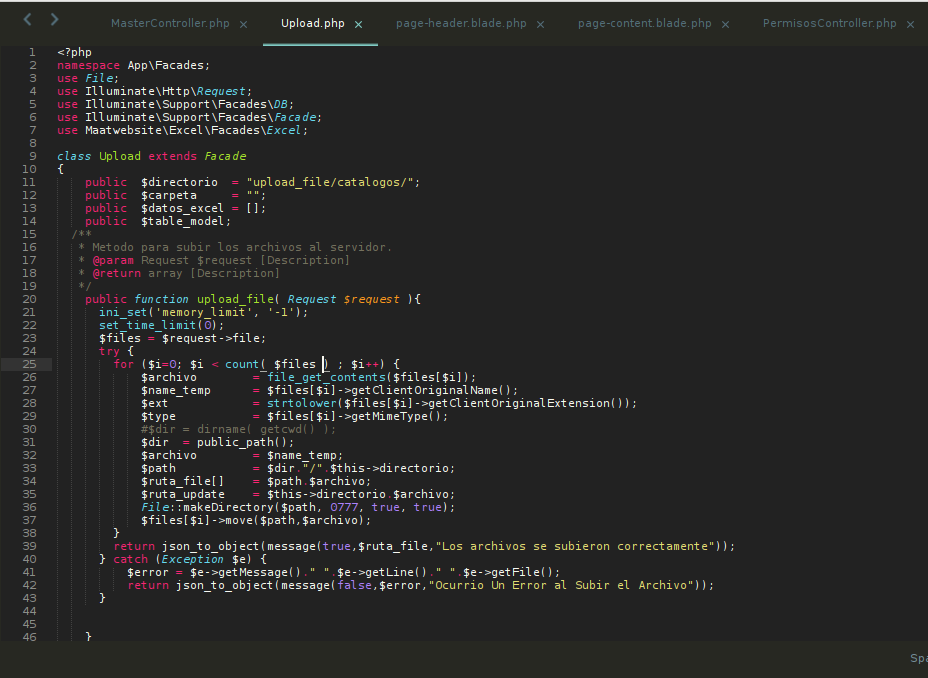 MasterController.php × Upload.php × page-header.blade.php × page-content.blade.php × PermisosController.php ×
1 <?php
2 namespace App\Facades;
3 use File;
4 use Illuminate\Http\Request;
5 use Illuminate\Support\Facades\DB;
6 use Illuminate\Support\Facades\Facade;
7 use Maatwebsite\Excel\Facades\Excel;
8
9 class Upload extends Facade
10 {
11 public $directorio = "upload_file/catalogos/";
12 public $carpeta = "";
13 public $datos_excel = [];
14 public $table_model;
15 /**
16 * Metodo para subir los archivos al servidor.
17 * @param Request $request [Description]
18 * @return array [Description]
19 */
20 public function upload_file( Request $request ){
21 ini_set('memory_limit', '-1');
22 set_time_limit(0);
23 $files = $request->file;
24 try {
25 for ($i=0; $i < count( $files ) ; $i++) {
26 $archivo = file_get_contents($files[$i]);
27 $name_temp = $files[$i]->getClientOriginalName();
28 $ext = strtolower($files[$i]->getClientOriginalExtension());
29 $type = $files[$i]->getMimeType();
30 #$dir = dirname( getcwd() );
31 $dir = public_path();
32 $archivo = $name_temp;
33 $path = $dir."/".$this->directorio;
34 $ruta_file[] = $path.$archivo;
35 $ruta_update = $this->directorio.$archivo;
36 File::makeDirectory($path, 0777, true, true);
37 $files[$i]->move($path,$archivo);
38 }
39 return json_to_object(message(true,$ruta_file,"Los archivos se subieron correctamente"));
40 } catch (Exception $e) {
41 $error = $e->getMessage()." ".$e->getLine()." ".$e->getFile();
42 return json_to_object(message(false,$error,"Ocurrio Un Error al Subir el Archivo"));
43 }
44
45
46 }
Spa